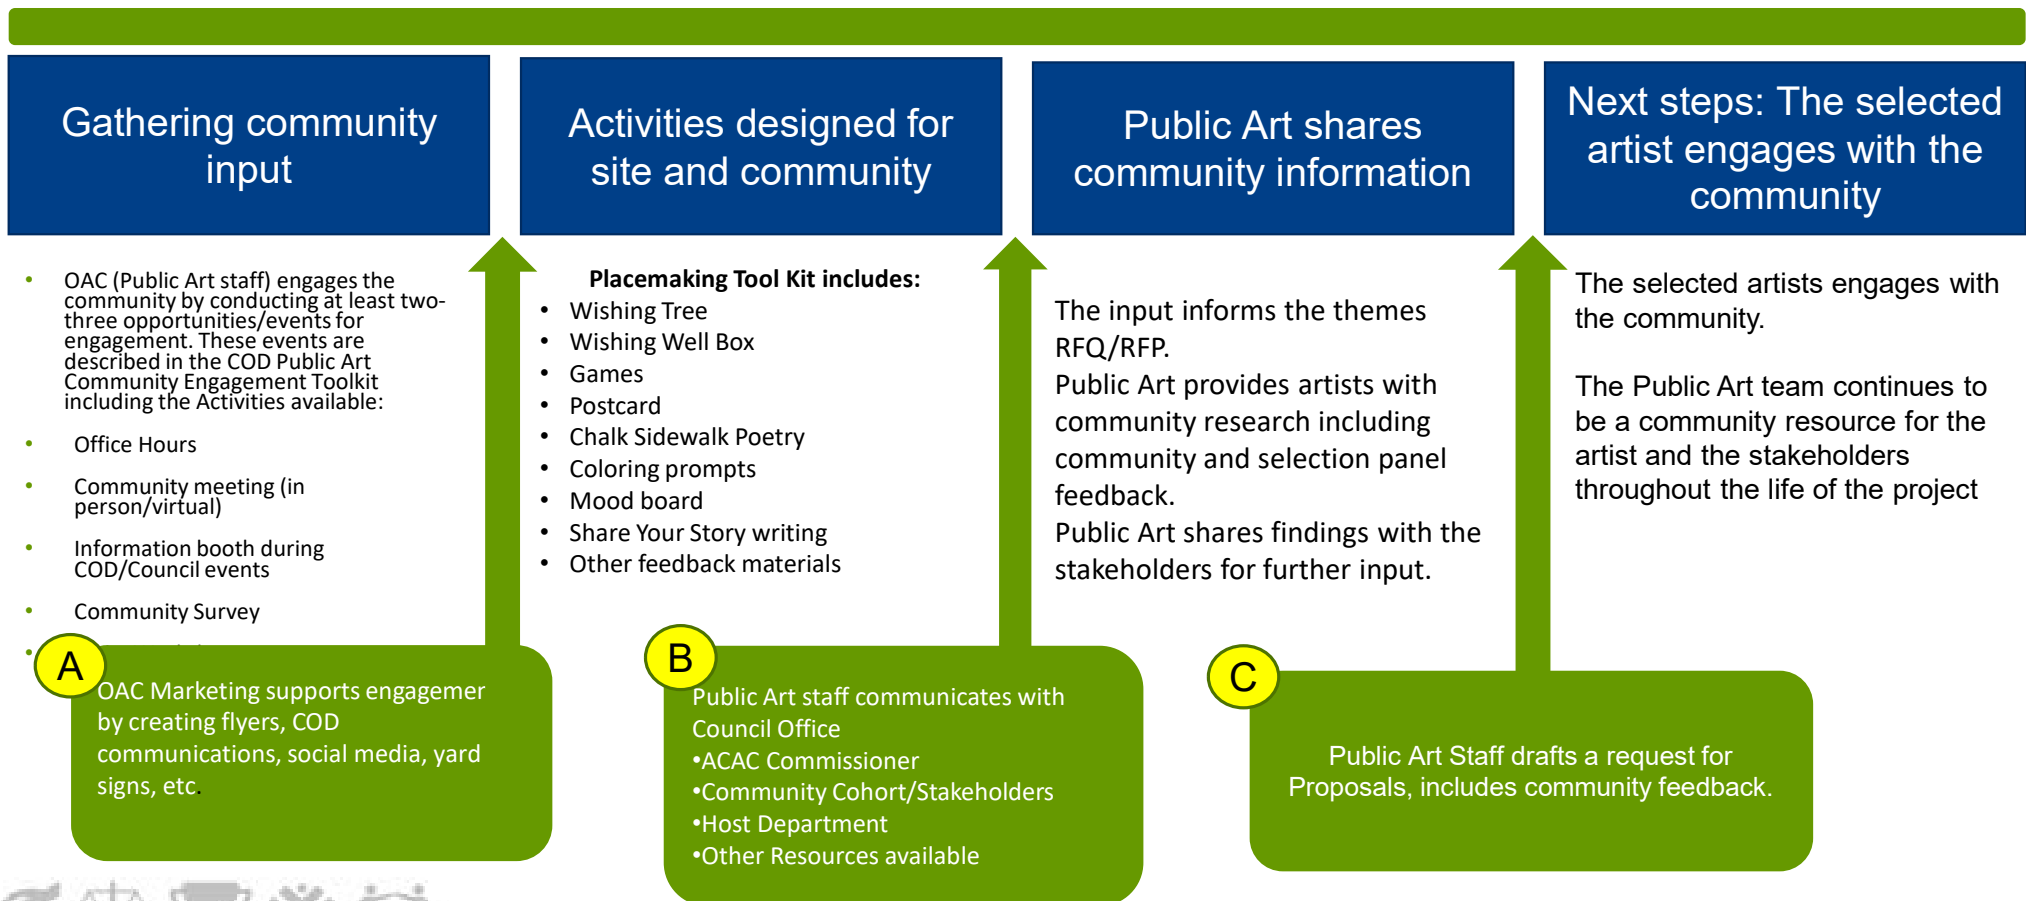 Gathering community
input
Activities designed for
site and community
Public Art shares
community information
Next steps: The selected
artist engages with the
community
• OAC (Public Art staff) engages the
community by conducting at least two-
three opportunities/events for
engagement. These events are
described in the COD Public Art
Community Engagement Toolkit
including the Activities available:
• Office Hours
• Community meeting (in
person/virtual)
• Information booth during
COD/Council events
• Community Survey
•
Placemaking Tool Kit includes:
• Wishing Tree
• Wishing Well Box
• Games
• Postcard
• Chalk Sidewalk Poetry
• Coloring prompts
• Mood board
• Share Your Story writing
• Other feedback materials
The input informs the themes
RFQ/RFP.
Public Art provides artists with
community research including
community and selection panel
feedback.
Public Art shares findings with the
stakeholders for further input.
The selected artists engages with
the community.
The Public Art team continues to
be a community resource for the
artist and the stakeholders
throughout the life of the project
A
OAC Marketing supports engagemer
by creating flyers, COD
communications, social media, yard
signs, etc.
B
Public Art staff communicates with
Council Office
•ACAC Commissioner
•Community Cohort/Stakeholders
•Host Department
•Other Resources available
C
Public Art Staff drafts a request for
Proposals, includes community feedback.